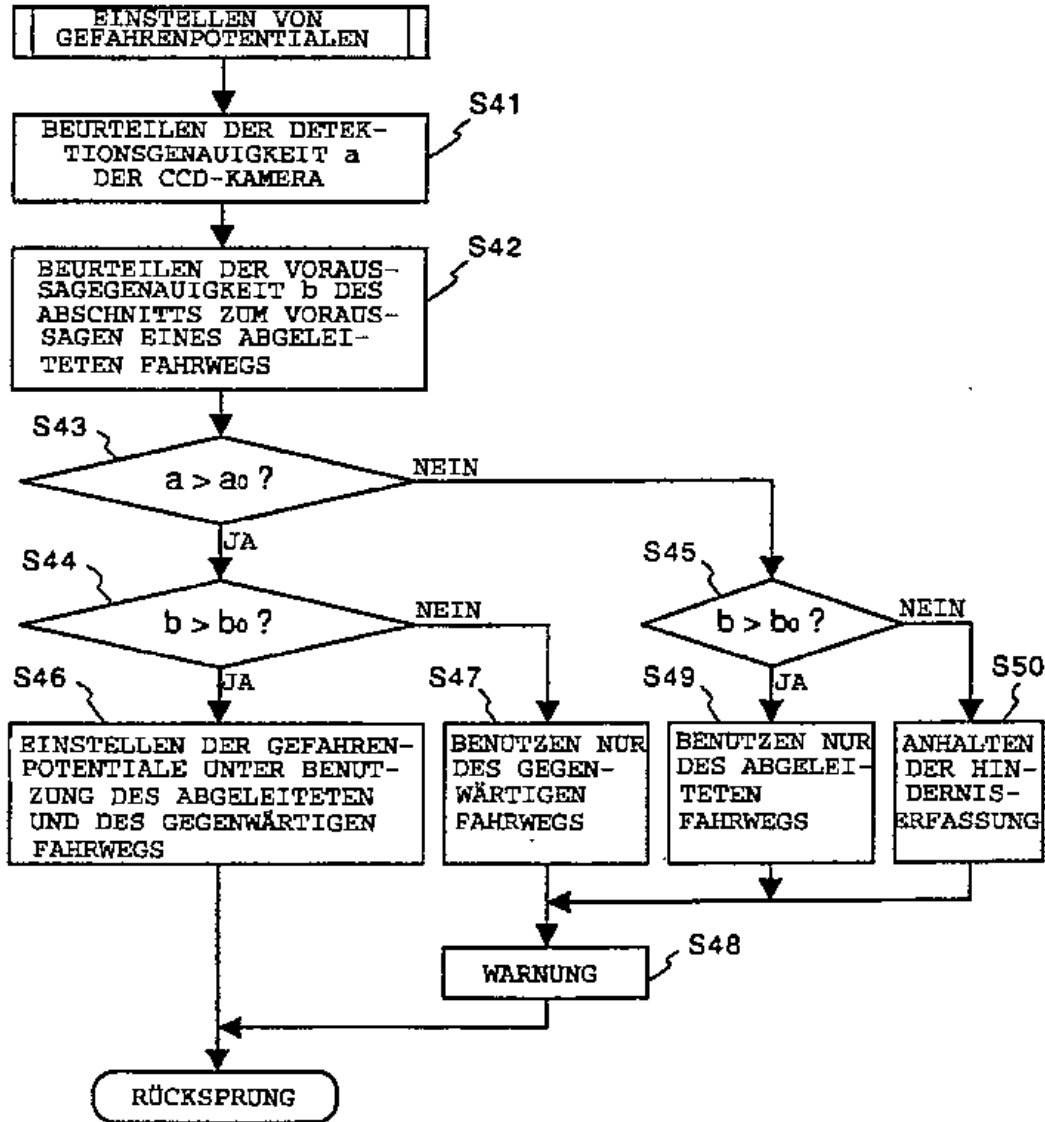 EINSTELLEN VON
GEFAHRENPOTENTIALEN
S41
BEURTEILEN DER DETEK-
TIONSGENAUIGKEIT a
DER CCD-KAMERA
S42
BEURTEILEN DER VORAUS-
SAGEGENAUIGKEIT b DES
ABSCHNITTS ZUM VORAUS-
SAGEN EINES ABGELEI-
TETEN FAHRWEGS
S43
a > a0 ?
NEIN
JA
S44
b > b0 ?
NEIN
JA
S45
b > b0 ?
NEIN
JA
S46
EINSTELLEN DER GEFAHREN-
POTENTIALE UNTER BENUT-
ZUNG DES ABGELEITETEN
UND DES GEGENWÄRTIGEN
FAHRWEGS
S47
BENUTZEN NUR
DES GEGEN-
WÄRTIGEN
FAHRWEGS
S49
BENUTZEN NUR
DES ABGELEI-
TETEN
FAHRWEGS
S50
ANHALTEN
DER HIN-
DERNIS-
ERFASSUNG
S48
WARNUNG
RÜCKSPRUNG